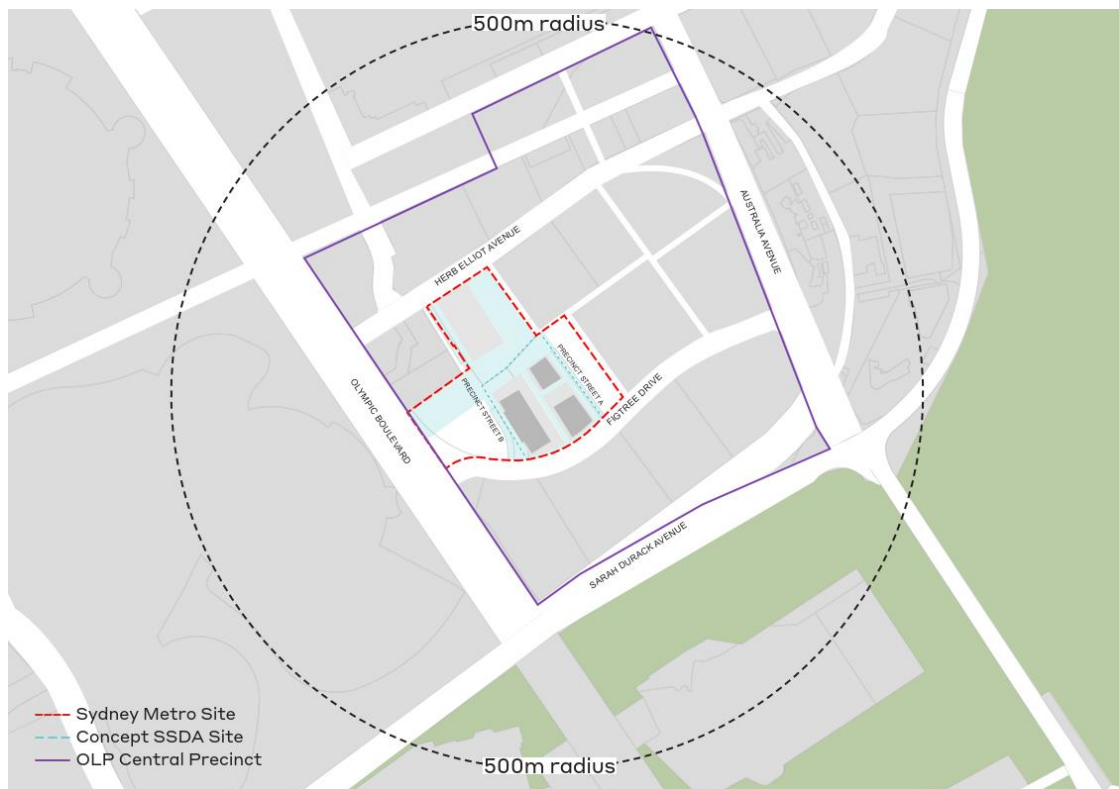 500m radius
HERB ELLIOT AVENUE
AUSTRALIA AVENUE
PRECINCT STREET A
PRECINCT STREET B
OLYMPIC BOULEVARD
FIGTREE DRIVE
SARAH DURACK AVENUE
Sydney Metro Site
Concept SSDA Site
OLP Central Precinct
500m radius